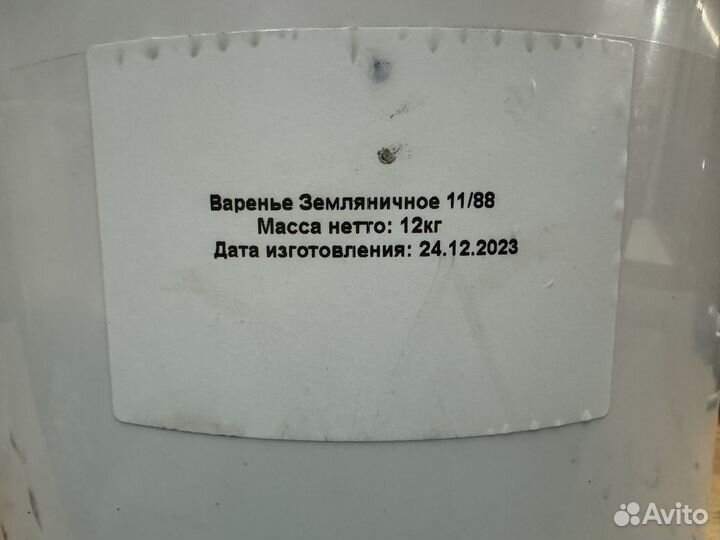 Варенье Земляничное 11/88
Масса нетто: 12кг
Дата изготовления: 24.12.2023
Avito